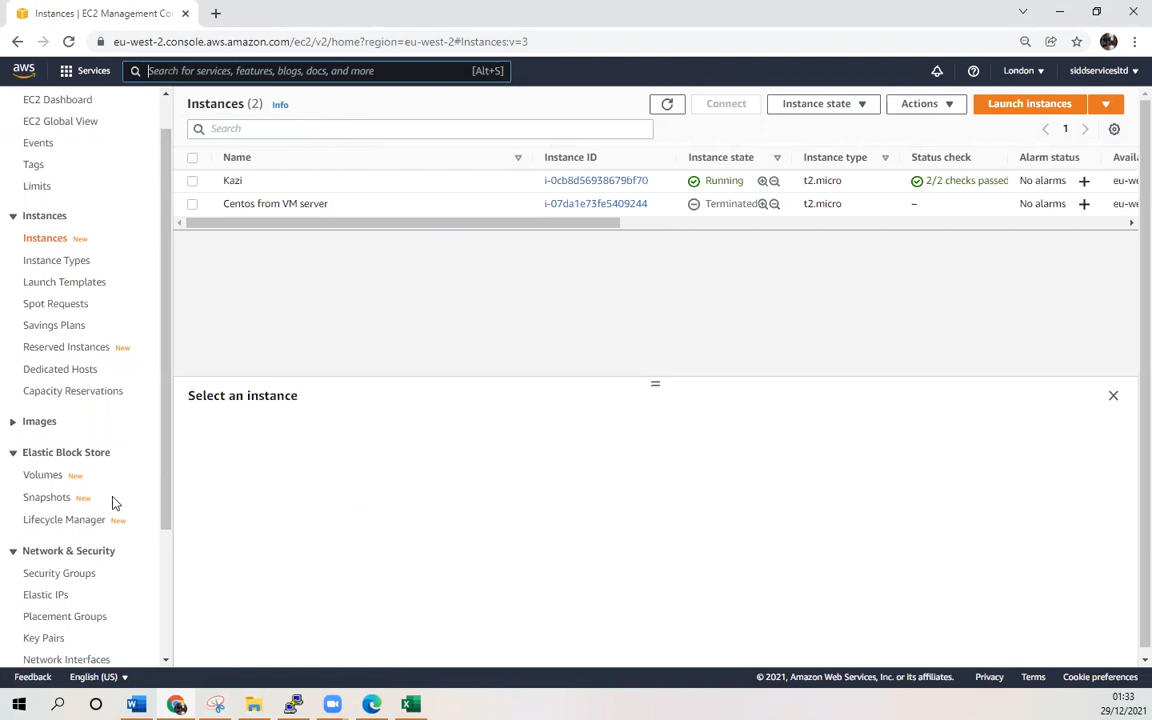 Instances | EC2 Management Co
eu-west-2.console.aws.amazon.com/ec2/v2/home?region=eu-west-2#Instances:v=3
aws
Services
Search for services, features, blogs, docs, and more
[Alt+S]
London
siddservicesltd
EC2 Dashboard
EC2 Global View
Events
Tags
Limits
Instances
Instances New
Instance Types
Launch Templates
Spot Requests
Savings Plans
Reserved Instances New
Dedicated Hosts
Capacity Reservations
Images
Elastic Block Store
Volumes New
Snapshots New
Lifecycle Manager New
Network & Security
Security Groups
Elastic IPs
Placement Groups
Key Pairs
Network Interfaces
Instances (2) Info
Connect
Instance state
Actions
Launch instances
Search
1
Name Instance ID Instance state Instance type Status check Alarm status Availa
Kazi i-0cb8d56938679bf70 Running t2.micro 2/2 checks passed No alarms + eu-we
Centos from VM server i-07da1e73fe5409244 Terminated t2.micro – No alarms + eu-we
Select an instance
Feedback English (US)
© 2021, Amazon Web Services, Inc. or its affiliates. Privacy Terms Cookie preferences
01:33
29/12/2021